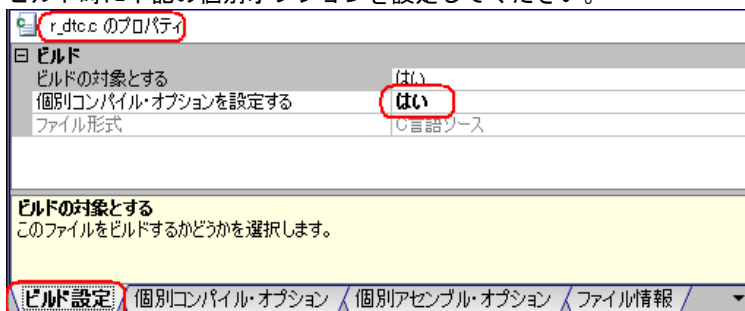 ビルド時に下記の個別オプションを設定してください。
r_dtc.c のプロパティ
ビルド
ビルドの対象とする はい
個別コンパイル・オプションを設定する はい
ファイル形式 C言語ソース
ビルドの対象とする
このファイルをビルドするかどうかを選択します。
ビルド設定 個別コンパイル・オプション 個別アセンブル・オプション ファイル情報